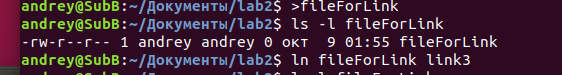 andrey@SubB:~/Документы/lab2$ >fileForLink
andrey@SubB:~/Документы/lab2$ ls -l fileForLink
-rw-r--r-- 1 andrey andrey 0 окт  9 01:55 fileForLink
andrey@SubB:~/Документы/lab2$ ln fileForLink link3